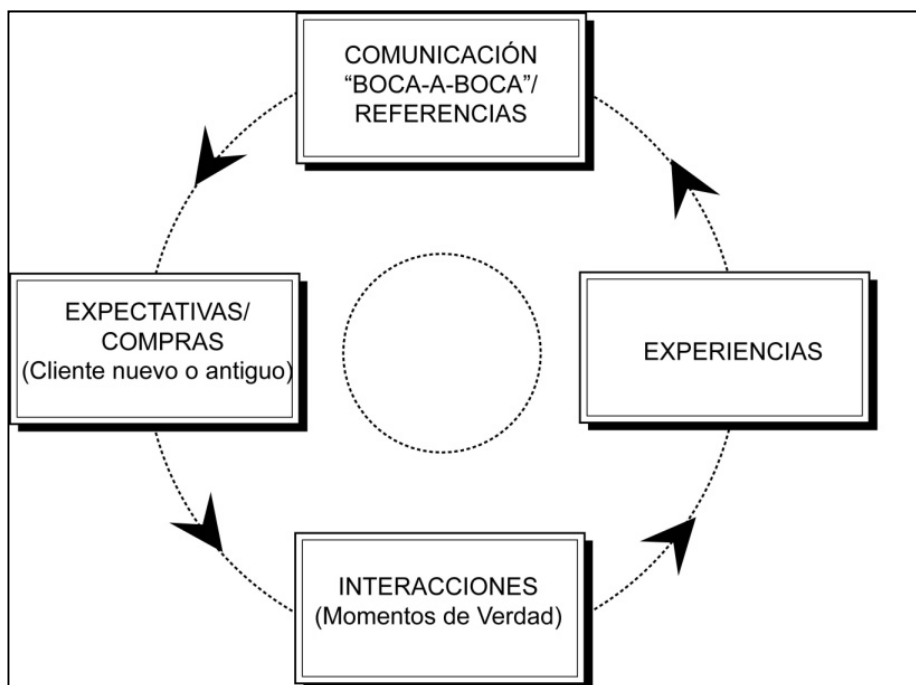 COMUNICACIÓN
“BOCA-A-BOCA”/
REFERENCIAS
EXPECTATIVAS/
COMPRAS
(Cliente nuevo o antiguo)
EXPERIENCIAS
INTERACCIONES
(Momentos de Verdad)